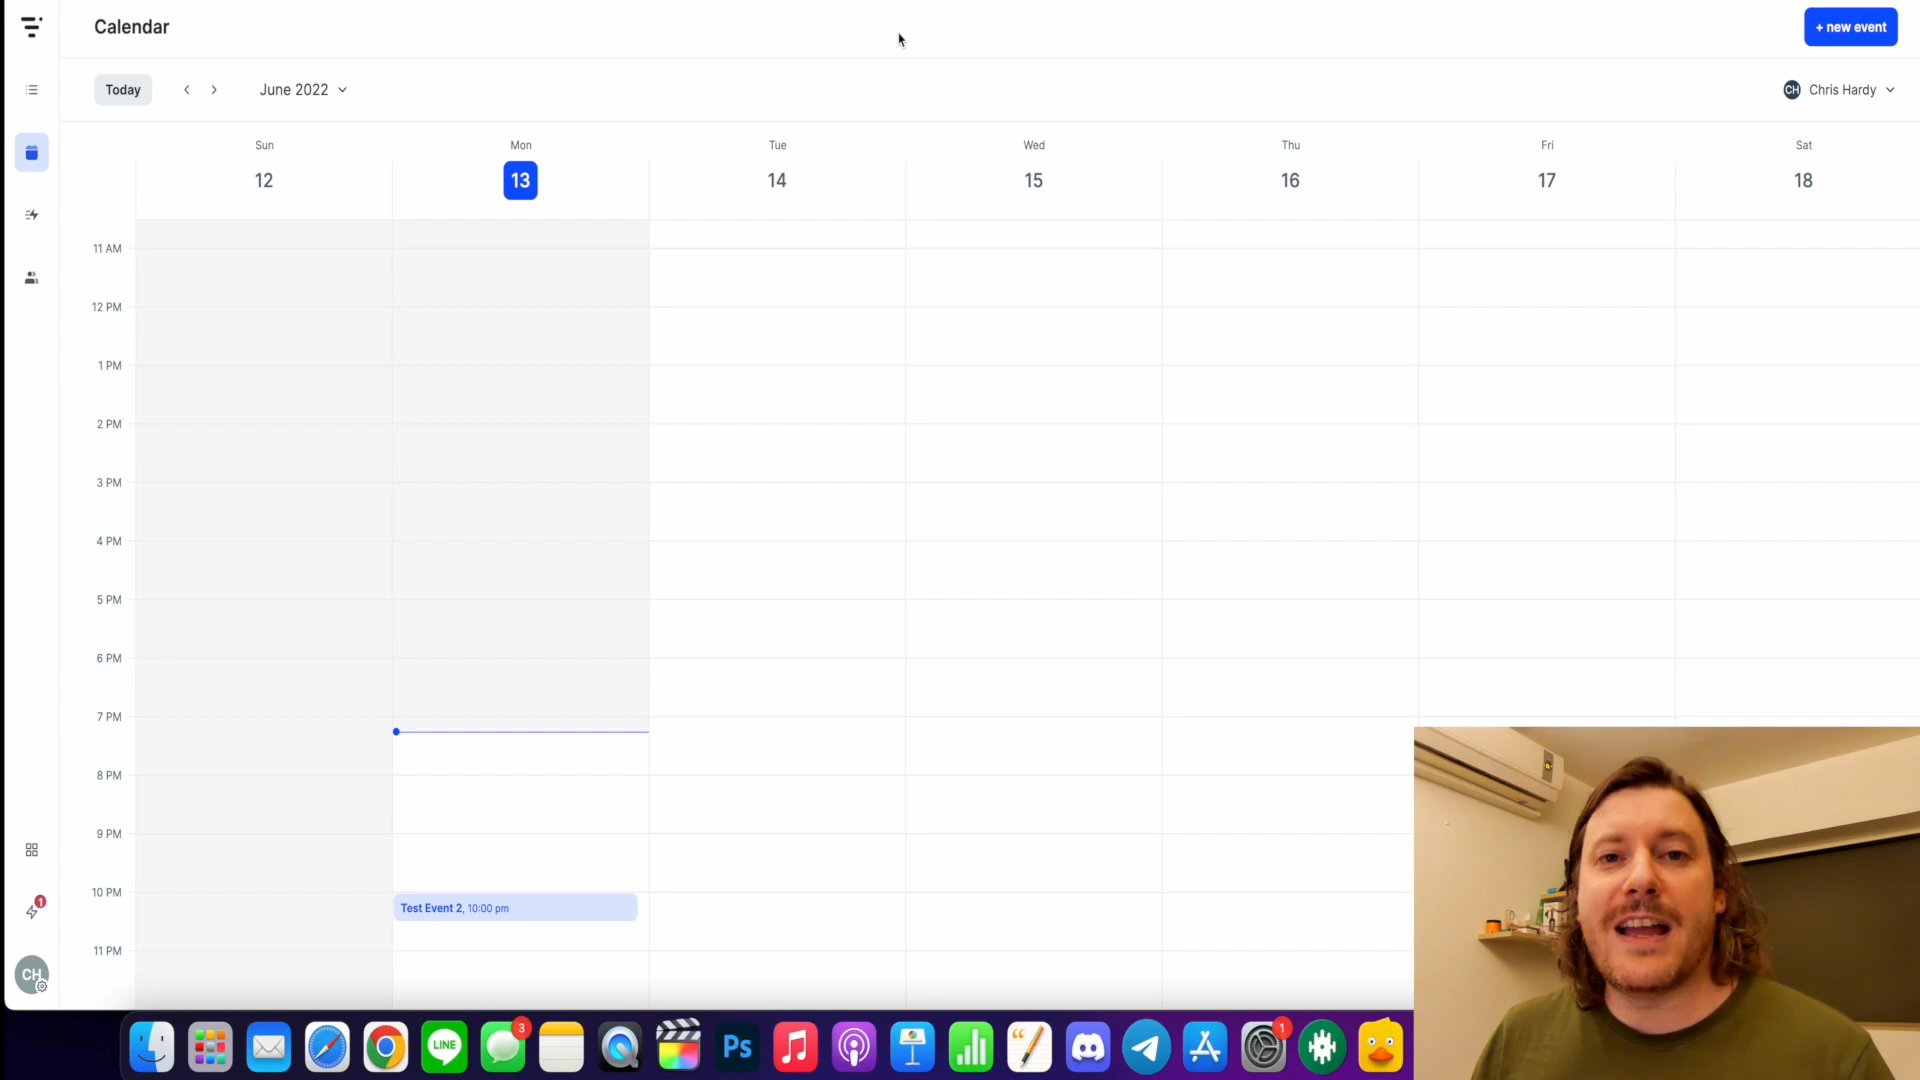 Calendar
+ new event
Today
June 2022
CH Chris Hardy
Sun Mon Tue Wed Thu Fri Sat
12 13 14 15 16 17 18
11 AM
12 PM
1 PM
2 PM
3 PM
4 PM
5 PM
6 PM
7 PM
8 PM
9 PM
10 PM
Test Event 2, 10:00 pm
11 PM
1
CH
LINE
3
Ps
1